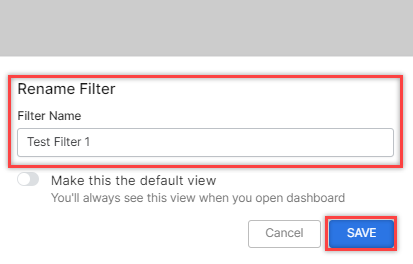 Rename Filter
Filter Name
Test Filter 1
Make this the default view
You'll always see this view when you open dashboard
Cancel SAVE